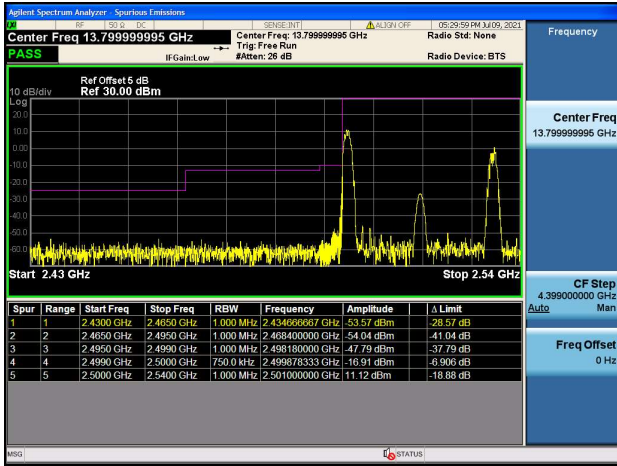 Agilent Spectrum Analyzer - Spurious Emissions
RF 50 Ω DC SENSE:INT ALIGN OFF 05:29:59 PM Jul 09, 2021
Center Freq 13.799999995 GHz
Center Freq: 13.799999995 GHz
Radio Std: None
Trig: Free Run
PASS
IFGain:Low
#Atten: 26 dB
Radio Device: BTS
Ref Offset 5 dB
10 dB/div Ref 30.00 dBm
Log
20.0
10.0
0.00
-10.0
-20.0
-30.0
-40.0
-50.0
-60.0
Start 2.43 GHz
Stop 2.54 GHz
Spur Range Start Freq Stop Freq RBW Frequency Amplitude Δ Limit
1 1 2.4300 GHz 2.4650 GHz 1.000 MHz 2.434666667 GHz -53.57 dBm -28.57 dB
2 2 2.4650 GHz 2.4950 GHz 1.000 MHz 2.468400000 GHz -54.04 dBm -41.04 dB
3 3 2.4950 GHz 2.4990 GHz 1.000 MHz 2.498180000 GHz -47.79 dBm -37.79 dB
4 4 2.4990 GHz 2.5000 GHz 750.0 kHz 2.499878333 GHz -16.91 dBm -6.906 dB
5 5 2.5000 GHz 2.5400 GHz 1.000 MHz 2.501000000 GHz 11.12 dBm -18.88 dB
MSG
STATUS
Frequency
Center Freq
13.799999995 GHz
CF Step
4.399000000 GHz
Auto Man
Freq Offset
0 Hz